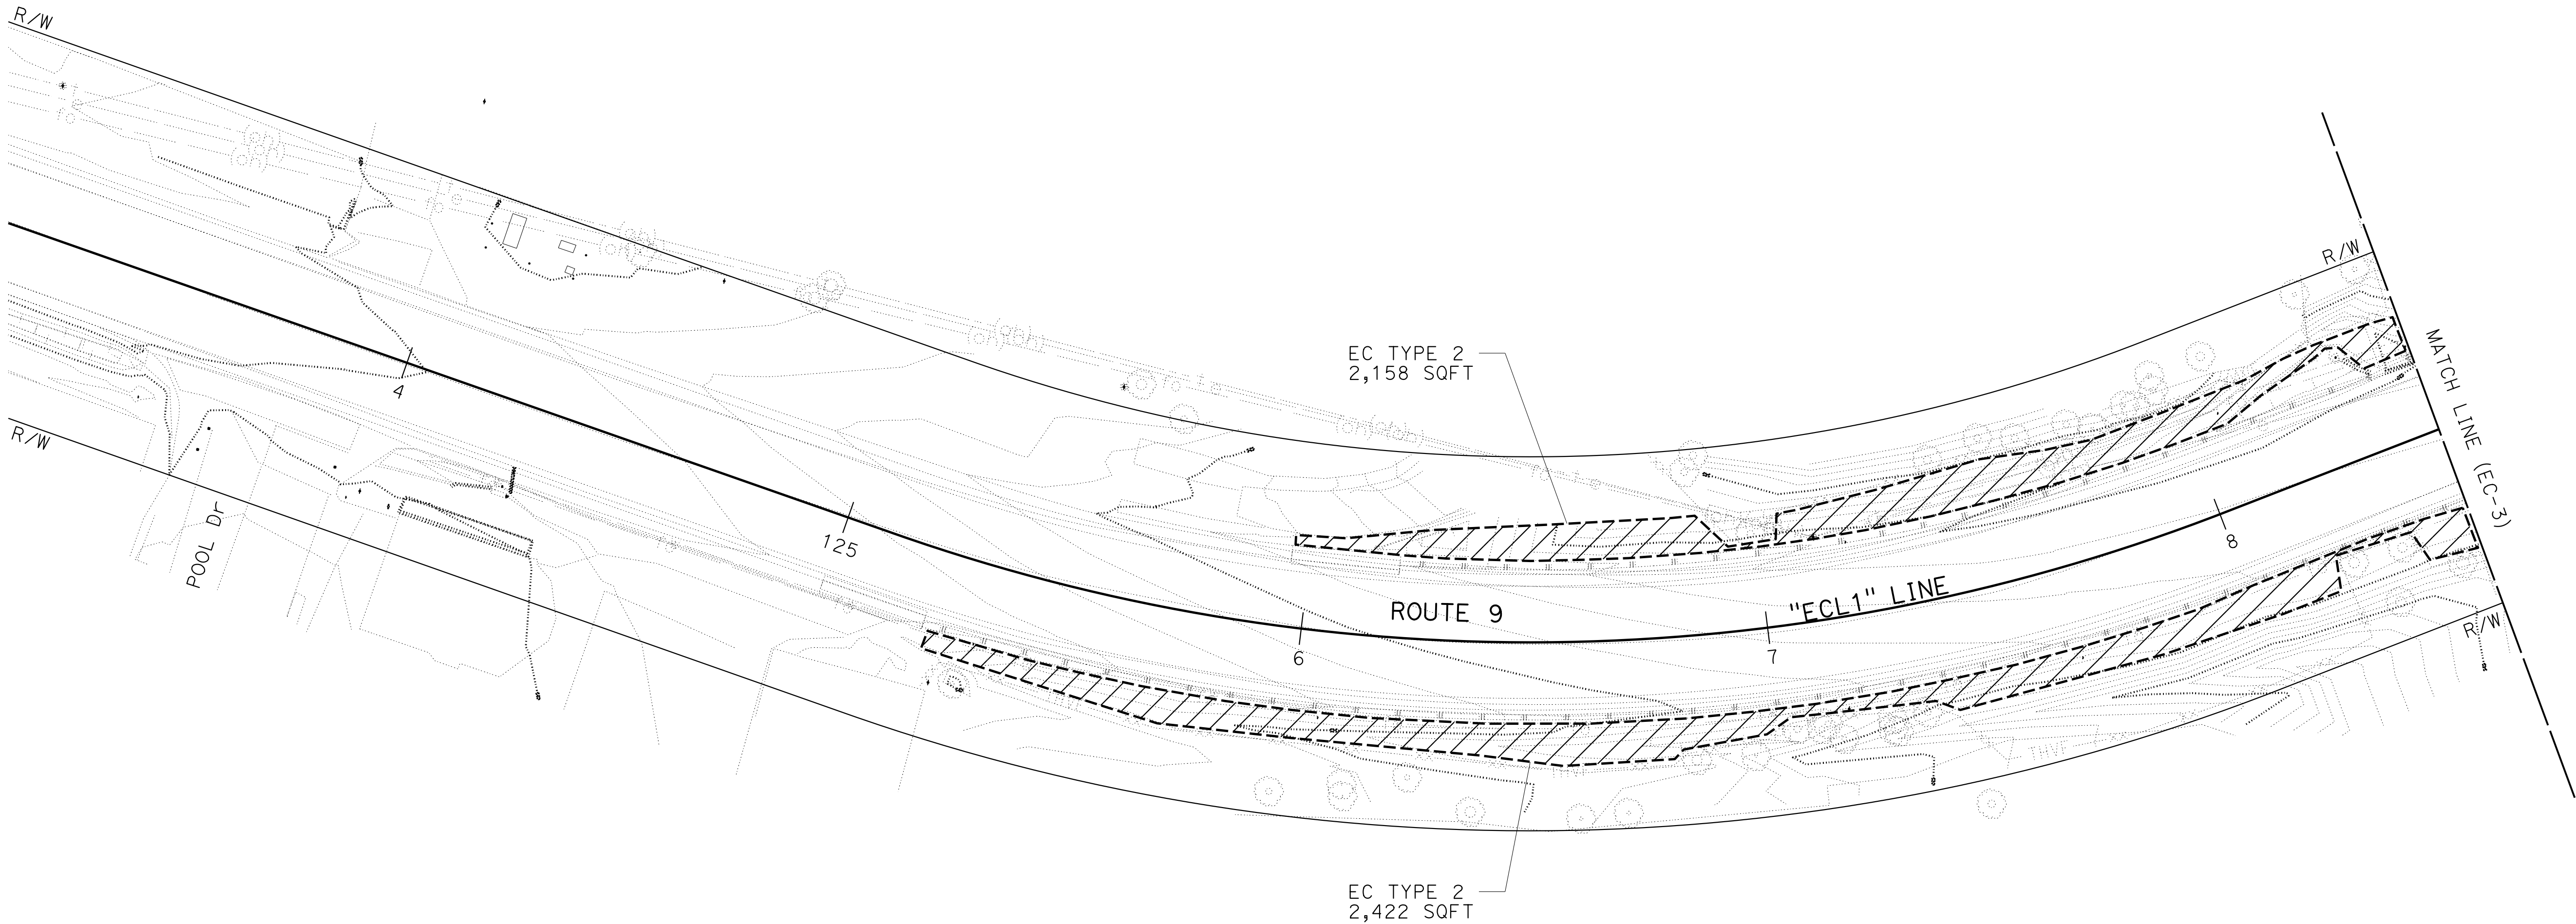 R/W
R/W
EC TYPE 2
2,158 SQFT
MATCH LINE (EC-3)
4
R/W
POOL Dr
125
ROUTE 9
"ECL1" LINE
8
6
7
R/W
THVF
EC TYPE 2
2,422 SQFT